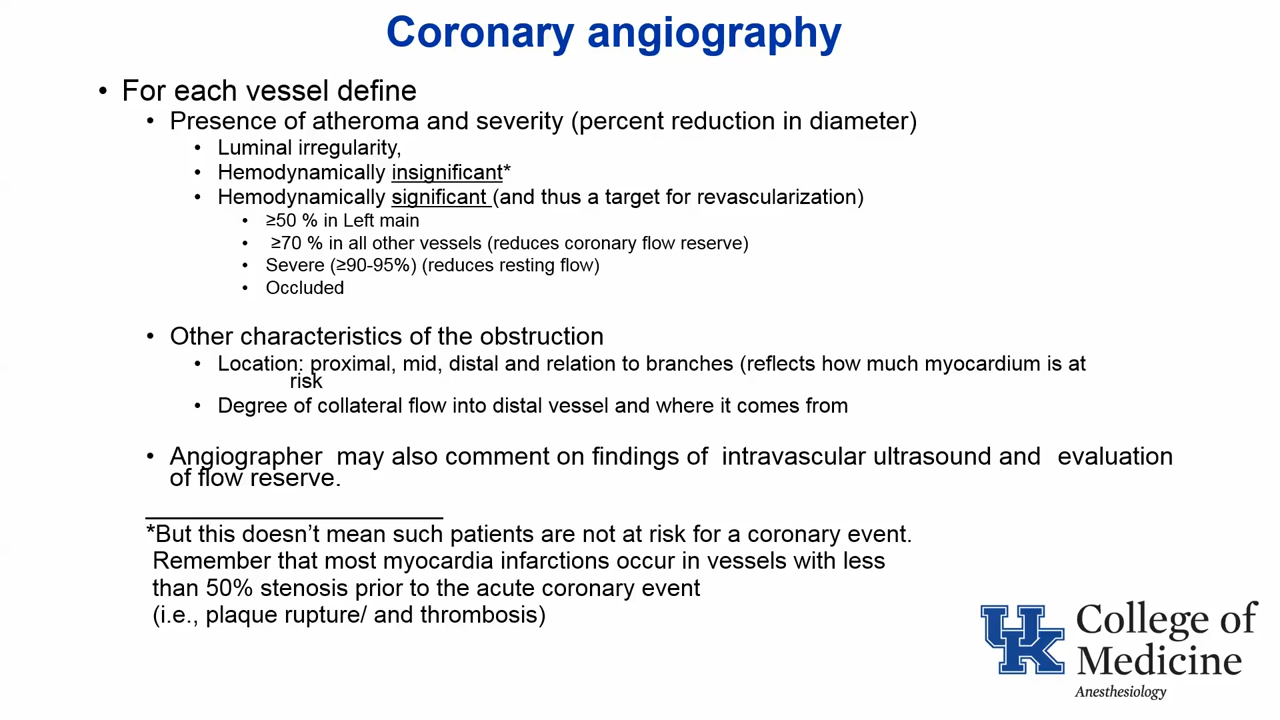 Coronary angiography
• For each vessel define
• Presence of atheroma and severity (percent reduction in diameter)
• Luminal irregularity,
• Hemodynamically insignificant*
• Hemodynamically significant (and thus a target for revascularization)
• ≥50 % in Left main
• ≥70 % in all other vessels (reduces coronary flow reserve)
• Severe (≥90-95%) (reduces resting flow)
• Occluded
• Other characteristics of the obstruction
• Location: proximal, mid, distal and relation to branches (reflects how much myocardium is at
risk
• Degree of collateral flow into distal vessel and where it comes from
• Angiographer may also comment on findings of intravascular ultrasound and evaluation
of flow reserve.
*But this doesn’t mean such patients are not at risk for a coronary event.
Remember that most myocardia infarctions occur in vessels with less
than 50% stenosis prior to the acute coronary event
(i.e., plaque rupture/ and thrombosis)
UK
College of
Medicine
Anesthesiology